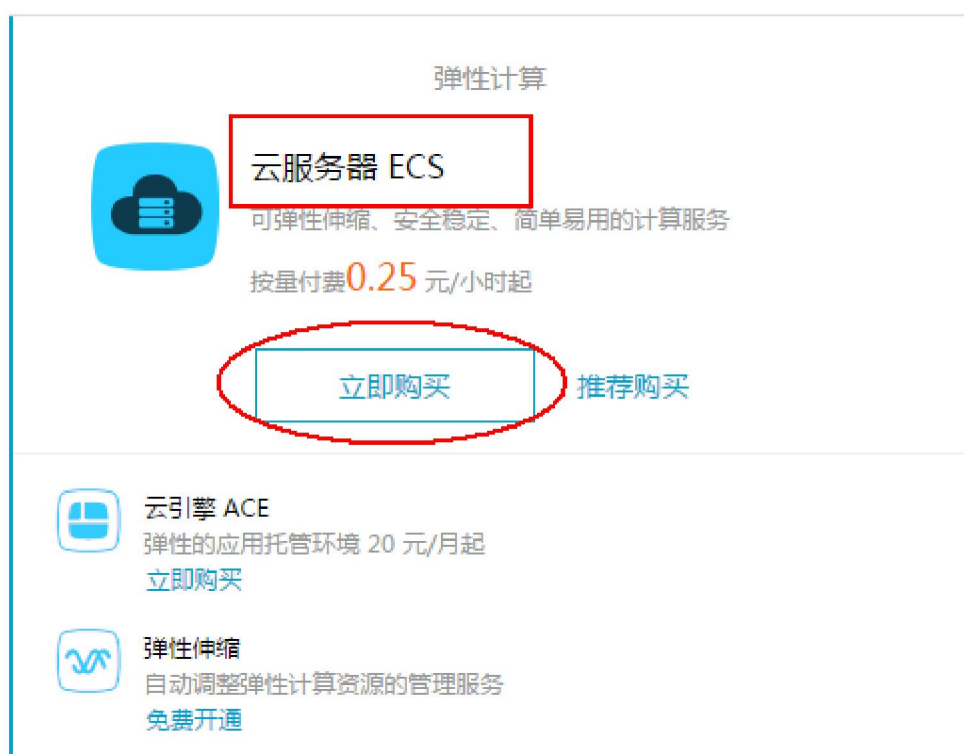 弹性计算
云服务器 ECS
可弹性伸缩、安全稳定、简单易用的计算服务
按量付费0.25 元/小时起
立即购买 推荐购买
云引擎 ACE
弹性的应用托管环境 20 元/月起
立即购买
弹性伸缩
自动调整弹性计算资源的管理服务
免费开通